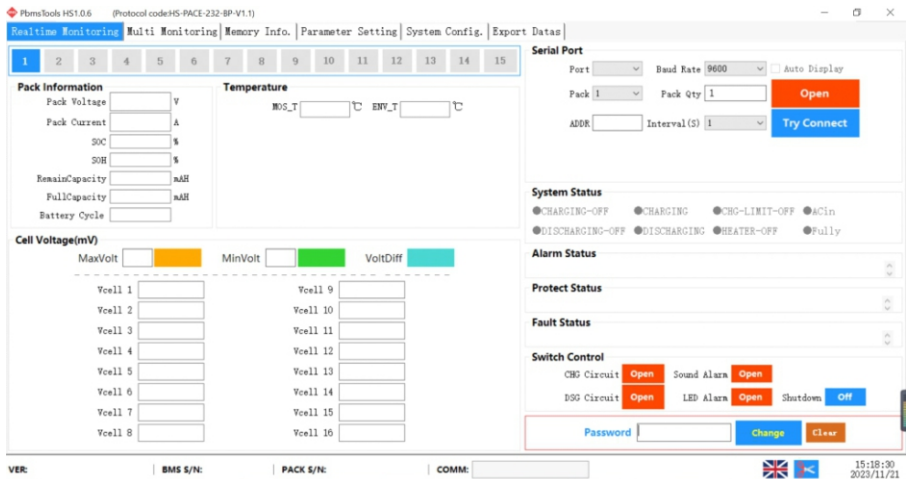 PbmsTools HS1.0.6 (Protocol code:HS-PACE-232-BP-V1.1)
Realtime Monitoring Multi Monitoring Memory Info. Parameter Setting System Config. Export Datas
1 2 3 4 5 6 7 8 9 10 11 12 13 14 15
Pack Information
Pack Voltage V
Pack Current A
SOC %
SOH %
RemainCapacity mAH
FullCapacity mAH
Battery Cycle
Temperature
MOS_T ℃ ENV_T ℃
Cell Voltage(mV)
MaxVolt MinVolt VoltDiff
Vcell 1 Vcell 9
Vcell 2 Vcell 10
Vcell 3 Vcell 11
Vcell 4 Vcell 12
Vcell 5 Vcell 13
Vcell 6 Vcell 14
Vcell 7 Vcell 15
Vcell 8 Vcell 16
Serial Port
Port Baud Rate 9600 Auto Display
Pack 1 Pack Qty 1 Open
ADDR Interval(S) 1 Try Connect
System Status
CHARGING-OFF CHARGING CHG-LIMIT-OFF ACin
DISCHARGING-OFF DISCHARGING HEATER-OFF Fully
Alarm Status
Protect Status
Fault Status
Switch Control
CHG Circuit Open Sound Alarm Open
DSG Circuit Open LED Alarm Open Shutdown Off
Password Change Clear
VER: BMS S/N: PACK S/N: COMM:
15:18:30
2023/11/21